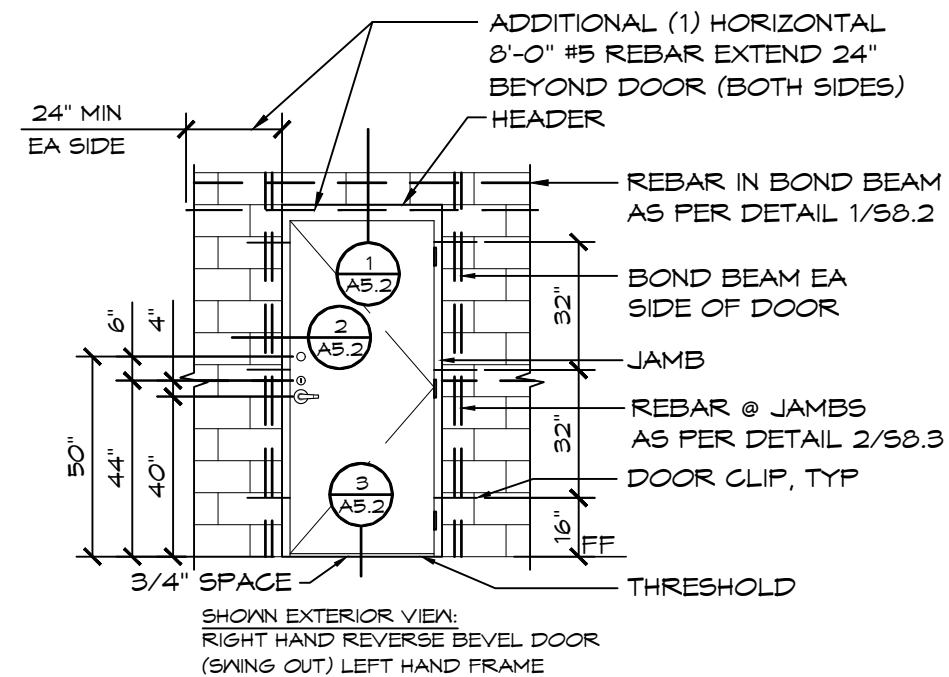 ADDITIONAL (1) HORIZONTAL
8'-0" #5 REBAR EXTEND 24"
BEYOND DOOR (BOTH SIDES)
HEADER
24" MIN
EA SIDE
REBAR IN BOND BEAM
AS PER DETAIL 1/S8.2
1
A5.2
BOND BEAM EA
SIDE OF DOOR
32"
2
A5.2
6"
4"
JAMB
REBAR @ JAMBS
AS PER DETAIL 2/S8.3
32"
50"
44"
40"
DOOR CLIP, TYP
3
A5.2
16"
FF
3/4" SPACE
THRESHOLD
SHOWN EXTERIOR VIEW:
RIGHT HAND REVERSE BEVEL DOOR
(SWING OUT) LEFT HAND FRAME